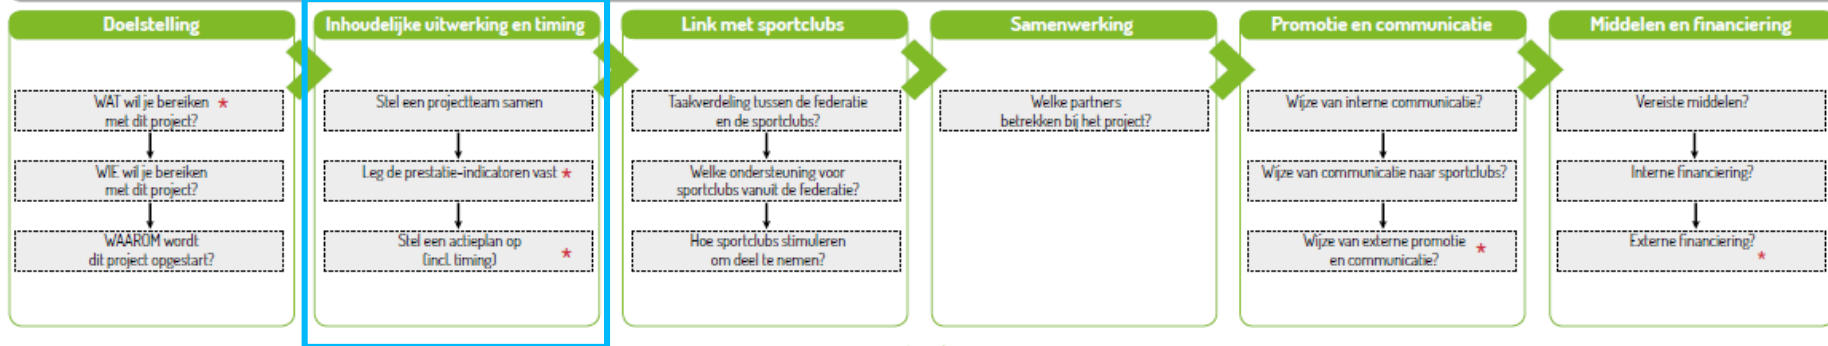 Doelstelling
WAT wil je bereiken *
met dit project?
WIE wil je bereiken
met dit project?
WAAROM wordt
dit project opgestart?
Inhoudelijke uitwerking en timing
Stel een projectteam samen
Leg de prestatie-indicatoren vast *
Stel een actieplan op
(incl. timing) *
Link met sportclubs
Taakverdeling tussen de federatie
en de sportclubs?
Welke ondersteuning voor
sportclubs vanuit de federatie?
Hoe sportclubs stimuleren
om deel te nemen?
Samenwerking
Welke partners
betrekken bij het project?
Promotie en communicatie
Wijze van interne communicatie?
Wijze van communicatie naar sportclubs?
Wijze van externe promotie *
en communicatie?
Middelen en financiering
Vereiste middelen?
Interne financiering?
Externe financiering?
*